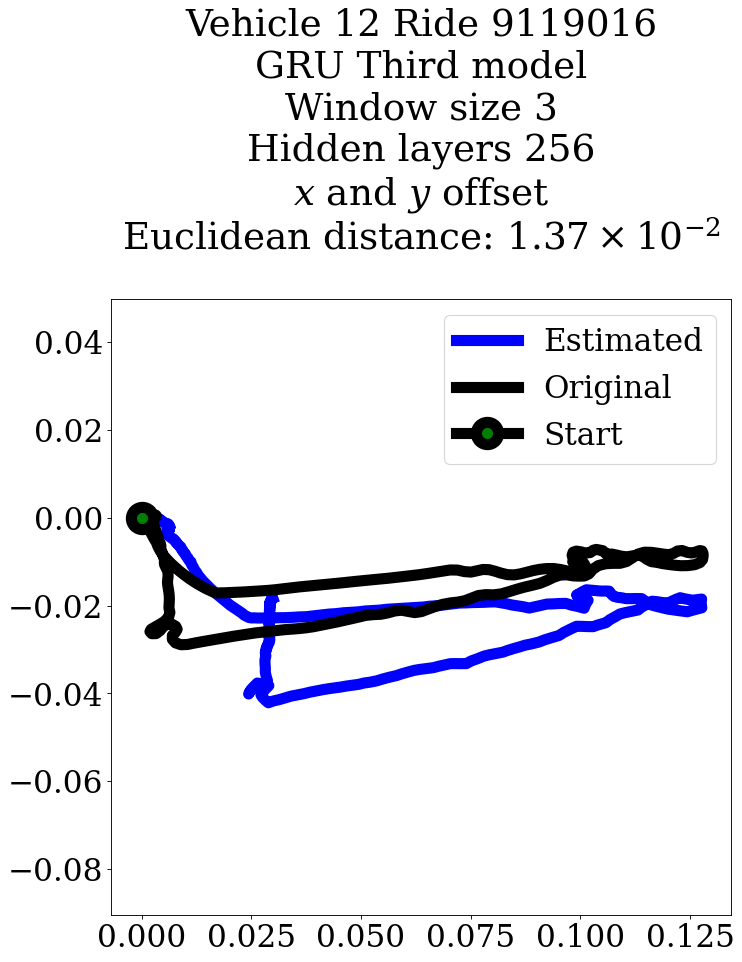 Vehicle 12 Ride 9119016
GRU Third model
Window size 3
Hidden layers 256
x and y offset
Euclidean distance: 1.37 × 10⁻²
Estimated
Original
Start
0.04
0.02
0.00
−0.02
−0.04
−0.06
−0.08
0.000 0.025 0.050 0.075 0.100 0.125